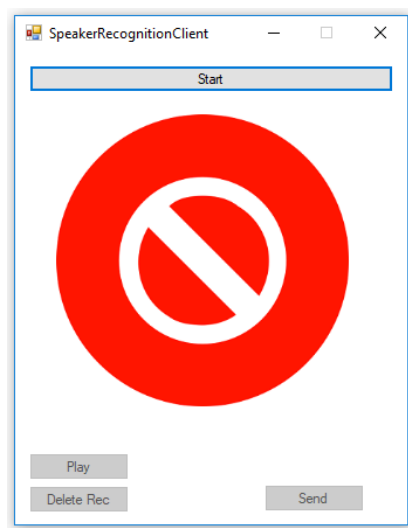 SpeakerRecognitionClient
Start
Play
Delete Rec
Send